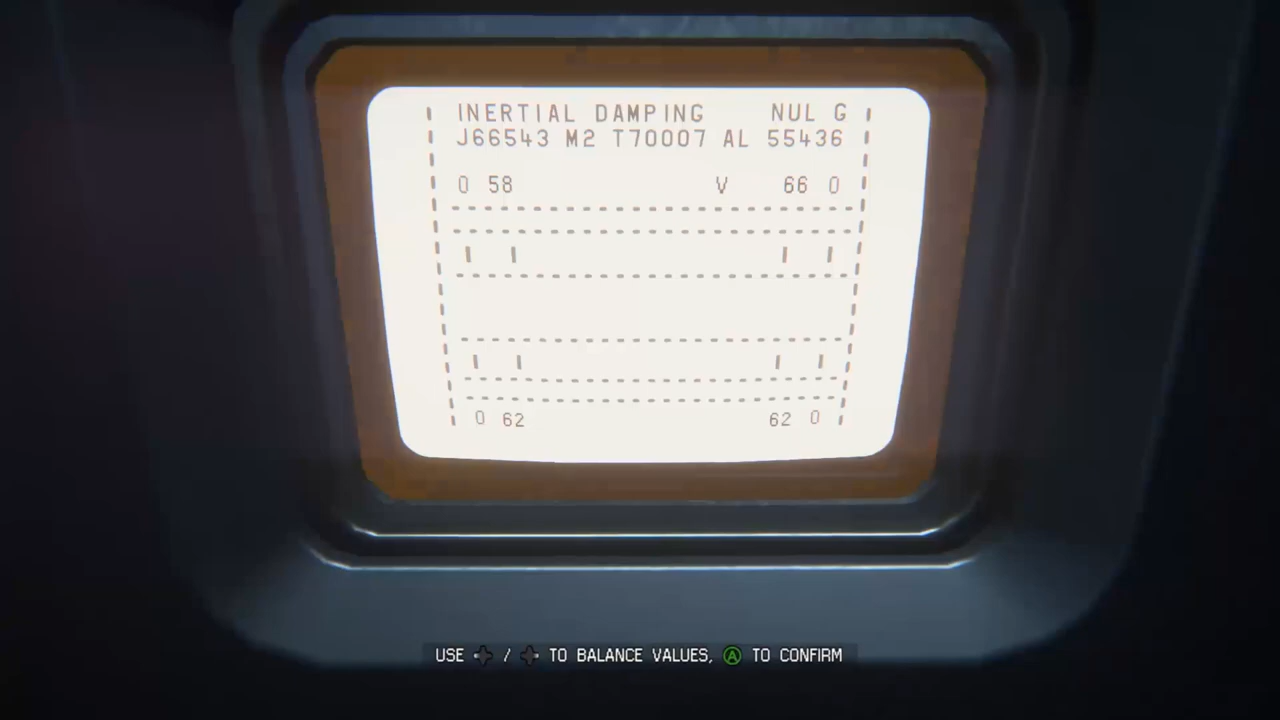 INERTIAL DAMPING NUL G
J66543 M2 T70007 AL 55436
0 58 V 66 0
0 62 62 0
USE / TO BALANCE VALUES, A TO CONFIRM